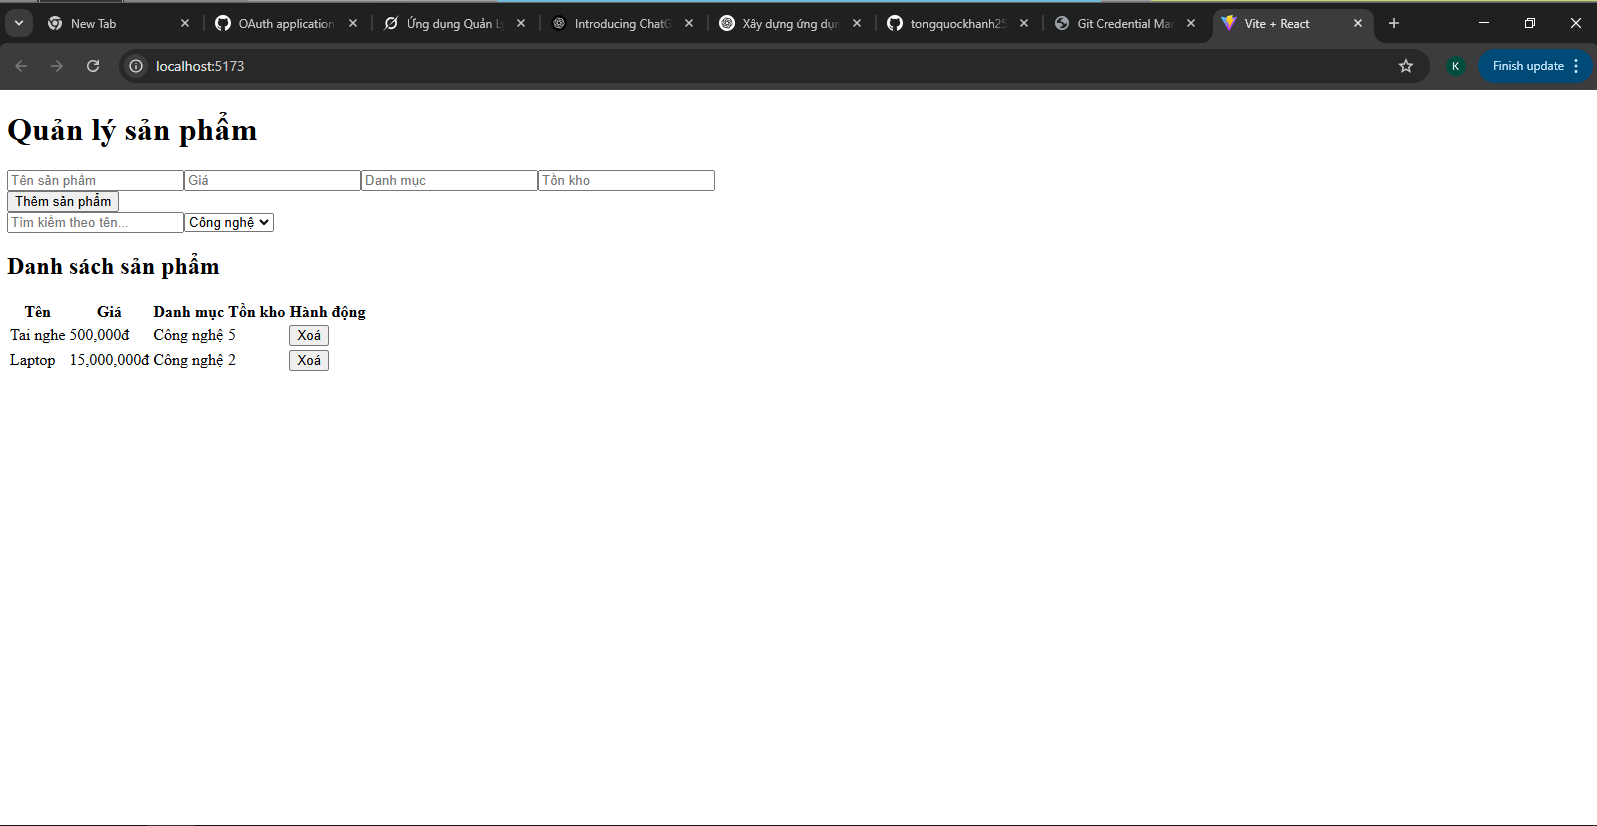 New Tab
OAuth application
Ứng dụng Quản L
Introducing ChatG
Xây dựng ứng dụn
tongquockhanh25
Git Credential Ma
Vite + React
localhost:5173
K
Finish update
Quản lý sản phẩm
Tên sản phẩm Giá Danh mục Tồn kho
Thêm sản phẩm
Tìm kiếm theo tên... Công nghệ
Danh sách sản phẩm
Tên Giá Danh mục Tồn kho Hành động
Tai nghe 500,000đ Công nghệ 5 Xoá
Laptop 15,000,000đ Công nghệ 2 Xoá